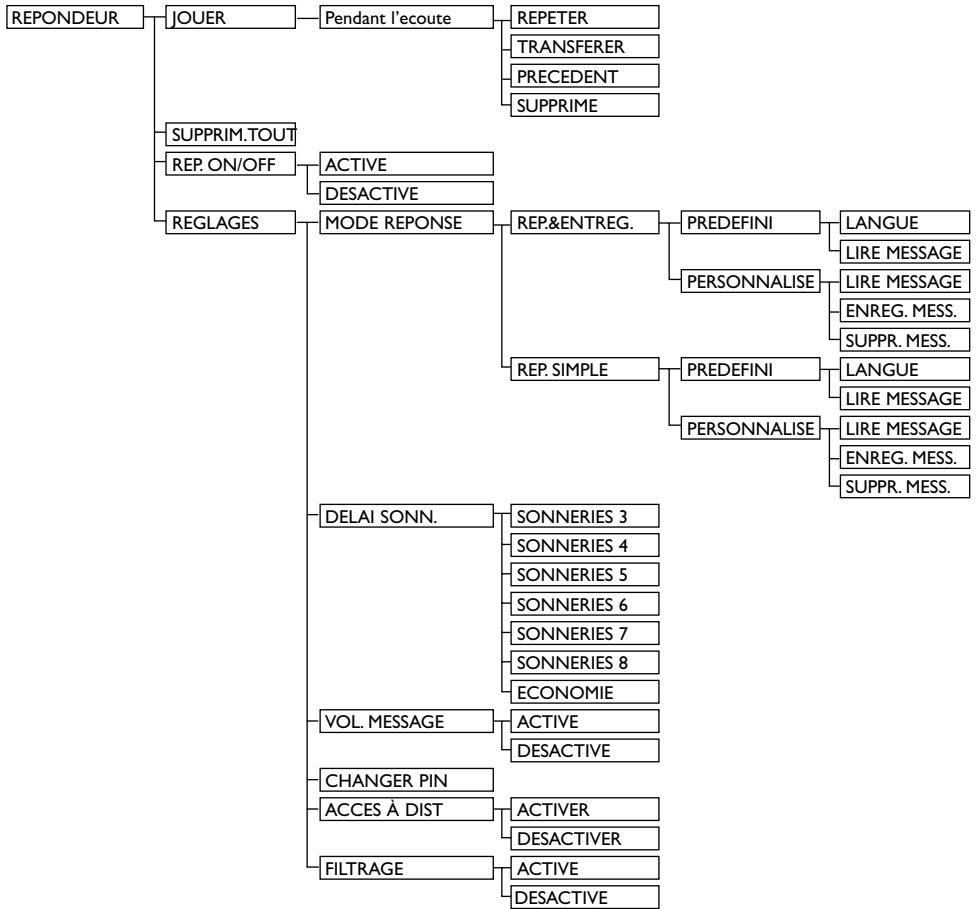 REPONDEUR JOUER Pendant l'ecoute REPETER
TRANSFERER
PRECEDENT
SUPPRIME
SUPPRIM.TOUT
REP. ON/OFF ACTIVE
DESACTIVE
REGLAGES MODE REPONSE REP.&ENTREG. PREDEFINI LANGUE
LIRE MESSAGE
PERSONNALISE LIRE MESSAGE
ENREG. MESS.
SUPPR. MESS.
REP. SIMPLE PREDEFINI LANGUE
LIRE MESSAGE
PERSONNALISE LIRE MESSAGE
ENREG. MESS.
SUPPR. MESS.
DELAI SONN. SONNERIES 3
SONNERIES 4
SONNERIES 5
SONNERIES 6
SONNERIES 7
SONNERIES 8
ECONOMIE
VOL. MESSAGE ACTIVE
DESACTIVE
CHANGER PIN
ACCES À DIST ACTIVER
DESACTIVER
FILTRAGE ACTIVE
DESACTIVE